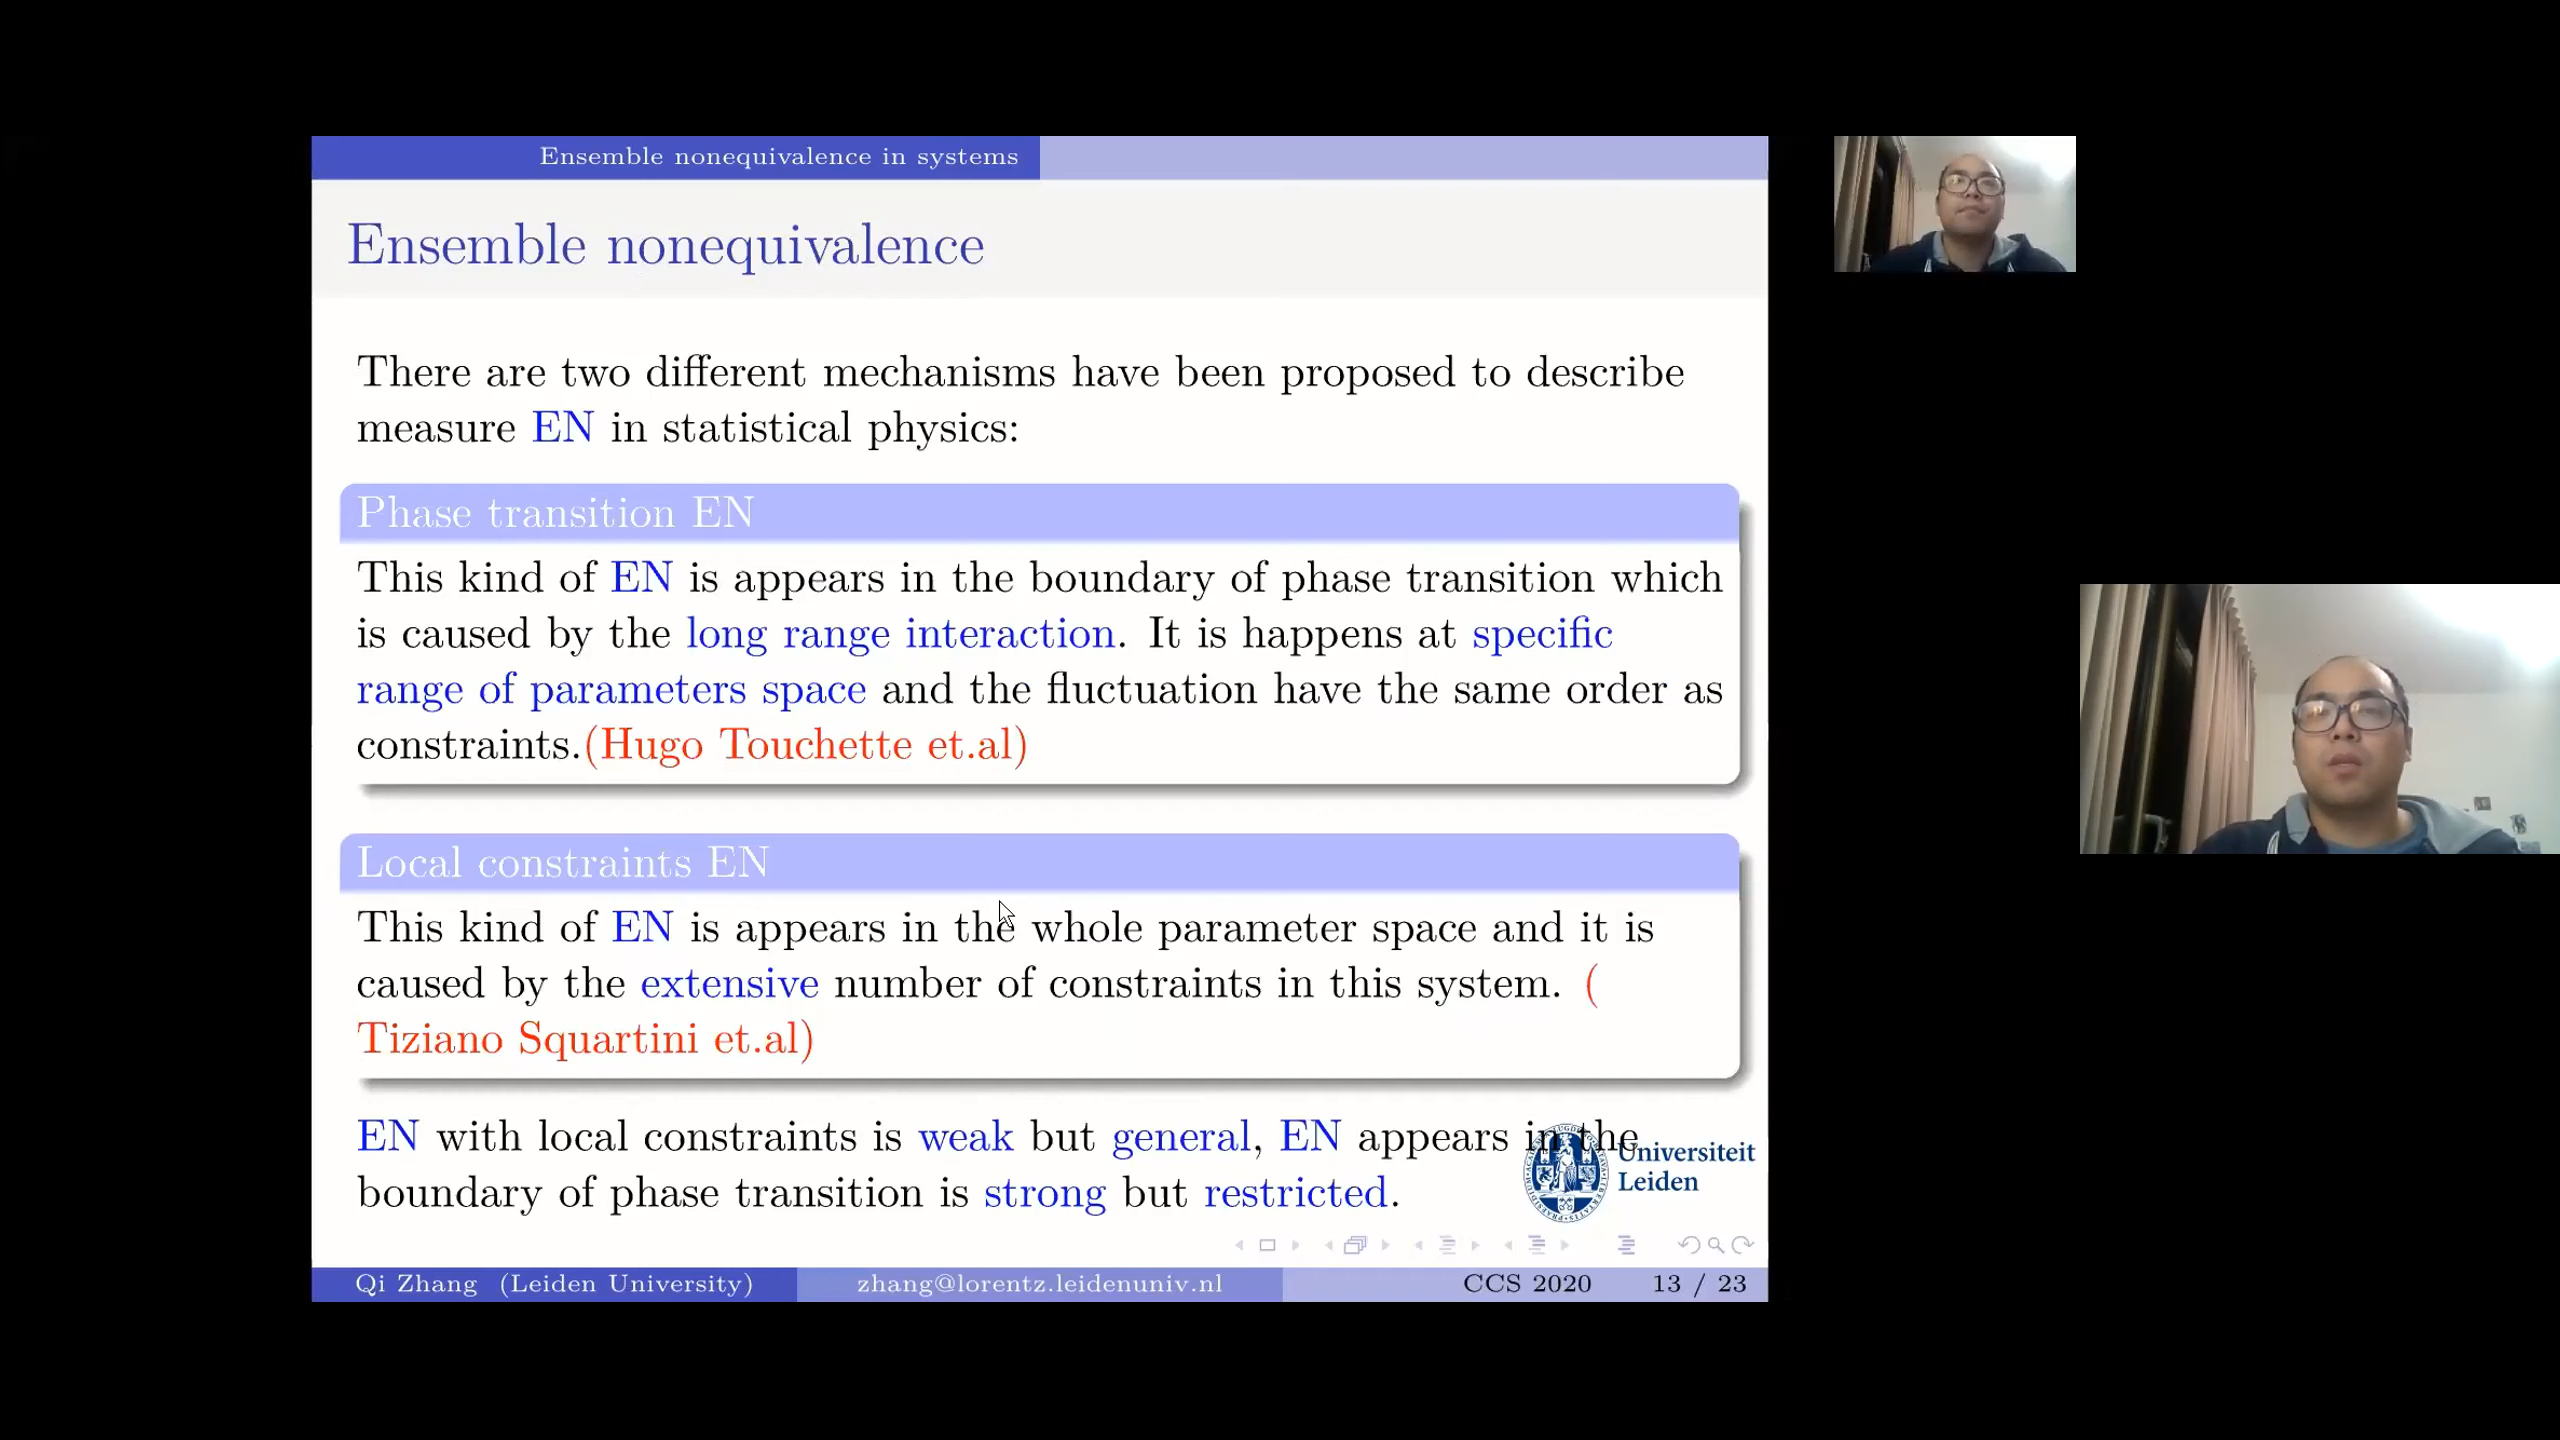 Ensemble nonequivalence in systems
Ensemble nonequivalence
There are two different mechanisms have been proposed to describe
measure EN in statistical physics:
Phase transition EN
This kind of EN is appears in the boundary of phase transition which
is caused by the long range interaction. It is happens at specific
range of parameters space and the fluctuation have the same order as
constraints.(Hugo Touchette et.al)
Local constraints EN
This kind of EN is appears in the whole parameter space and it is
caused by the extensive number of constraints in this system. (
Tiziano Squartini et.al)
EN with local constraints is weak but general, EN appears in the
boundary of phase transition is strong but restricted.
Universiteit
Leiden
Qi Zhang (Leiden University) zhang@lorentz.leidenuniv.nl CCS 2020 13 / 23